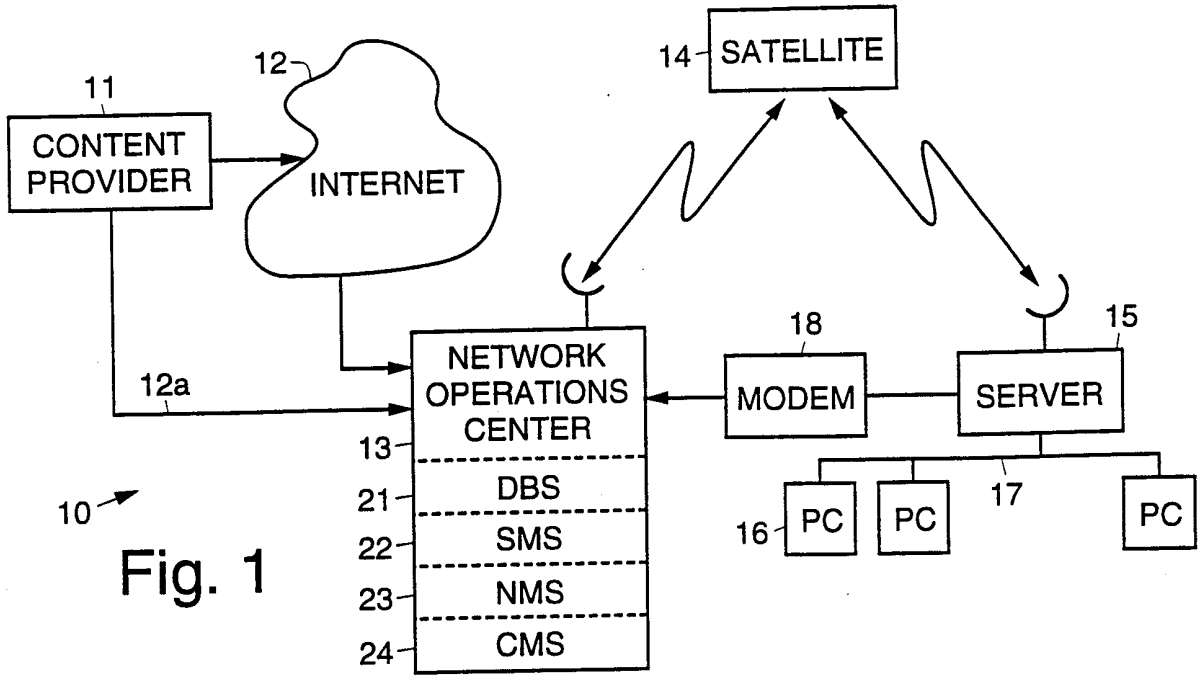 14
SATELLITE
12
11
CONTENT
PROVIDER
INTERNET
12a
NETWORK
OPERATIONS
CENTER
13
DBS
21
SMS
22
NMS
23
CMS
24
18
MODEM
15
SERVER
17
16
PC
PC
PC
10
Fig. 1